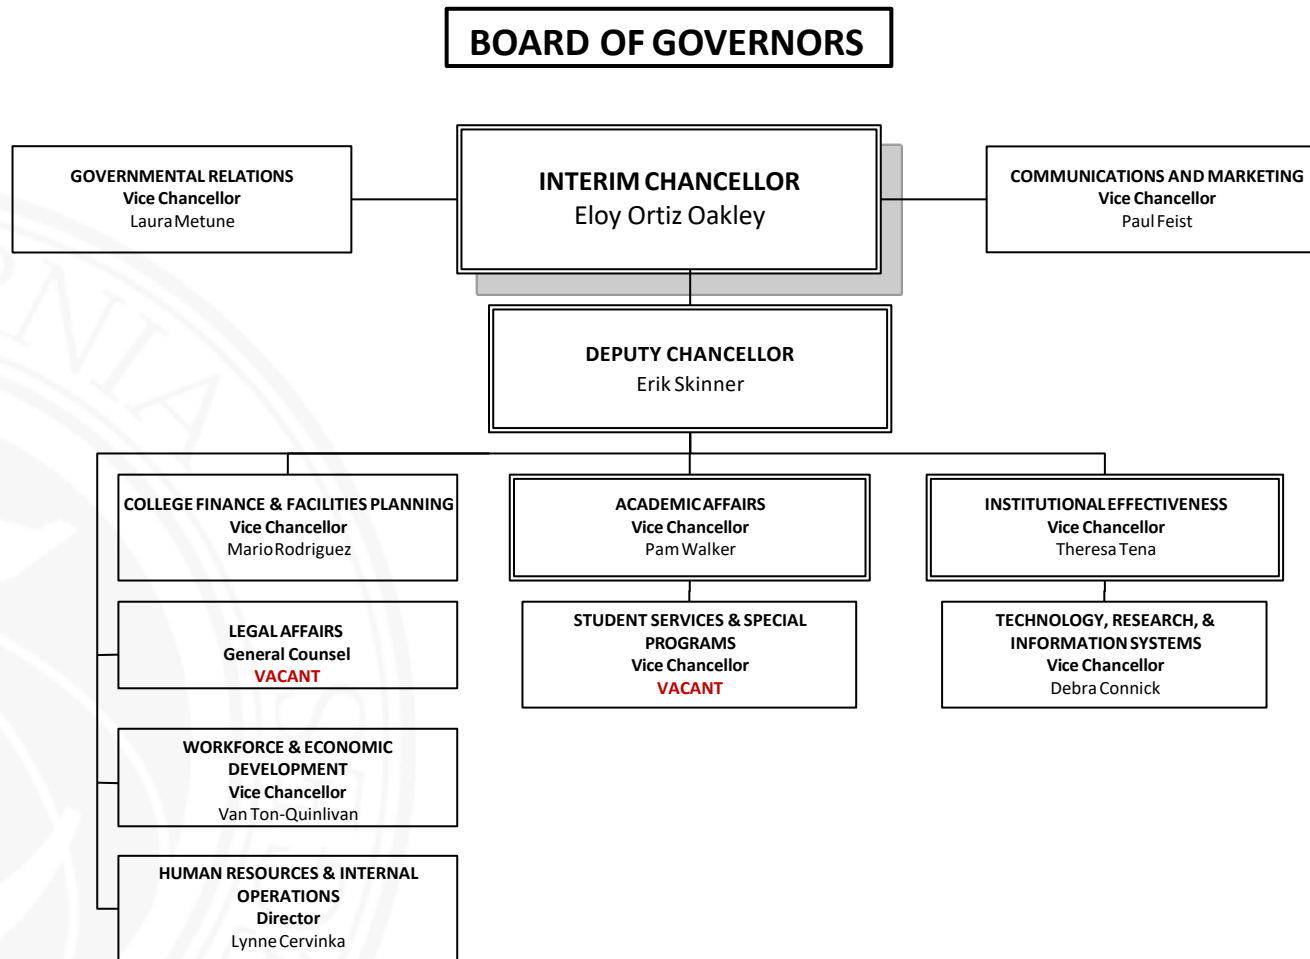 BOARD OF GOVERNORS
GOVERNMENTAL RELATIONS
Vice Chancellor
Laura Metune
INTERIM CHANCELLOR
Eloy Ortiz Oakley
COMMUNICATIONS AND MARKETING
Vice Chancellor
Paul Feist
DEPUTY CHANCELLOR
Erik Skinner
COLLEGE FINANCE & FACILITIES PLANNING
Vice Chancellor
Mario Rodriguez
ACADEMIC AFFAIRS
Vice Chancellor
Pam Walker
INSTITUTIONAL EFFECTIVENESS
Vice Chancellor
Theresa Tena
LEGAL AFFAIRS
General Counsel
VACANT
STUDENT SERVICES & SPECIAL
PROGRAMS
Vice Chancellor
VACANT
TECHNOLOGY, RESEARCH, &
INFORMATION SYSTEMS
Vice Chancellor
Debra Connick
WORKFORCE & ECONOMIC
DEVELOPMENT
Vice Chancellor
Van Ton-Quinlivan
HUMAN RESOURCES & INTERNAL
OPERATIONS
Director
Lynne Cervinka